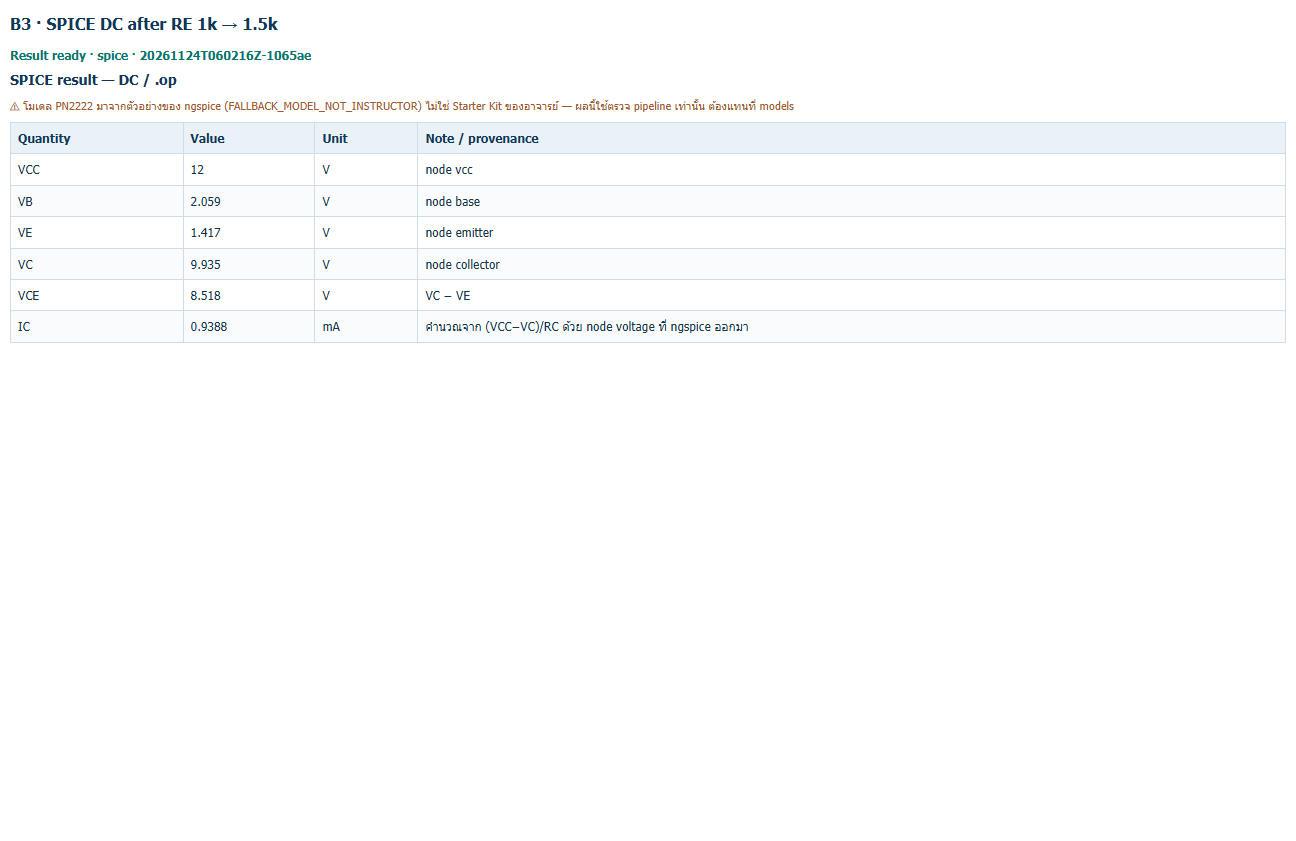 B3 · SPICE DC after RE 1k → 1.5k
Result ready · spice · 20261124T060216Z-1065ae
SPICE result — DC / .op
⚠ โมเดล PN2222 มาจากตัวอย่างของ ngspice (FALLBACK_MODEL_NOT_INSTRUCTOR) ไม่ใช่ Starter Kit ของอาจารย์ — ผลนี้ใช้ตรวจ pipeline เท่านั้น ต้องแทนที่ models
Quantity Value Unit Note / provenance
VCC 12 V node vcc
VB 2.059 V node base
VE 1.417 V node emitter
VC 9.935 V node collector
VCE 8.518 V VC − VE
IC 0.9388 mA คำนวณจาก (VCC−VC)/RC ด้วย node voltage ที่ ngspice ออกมา